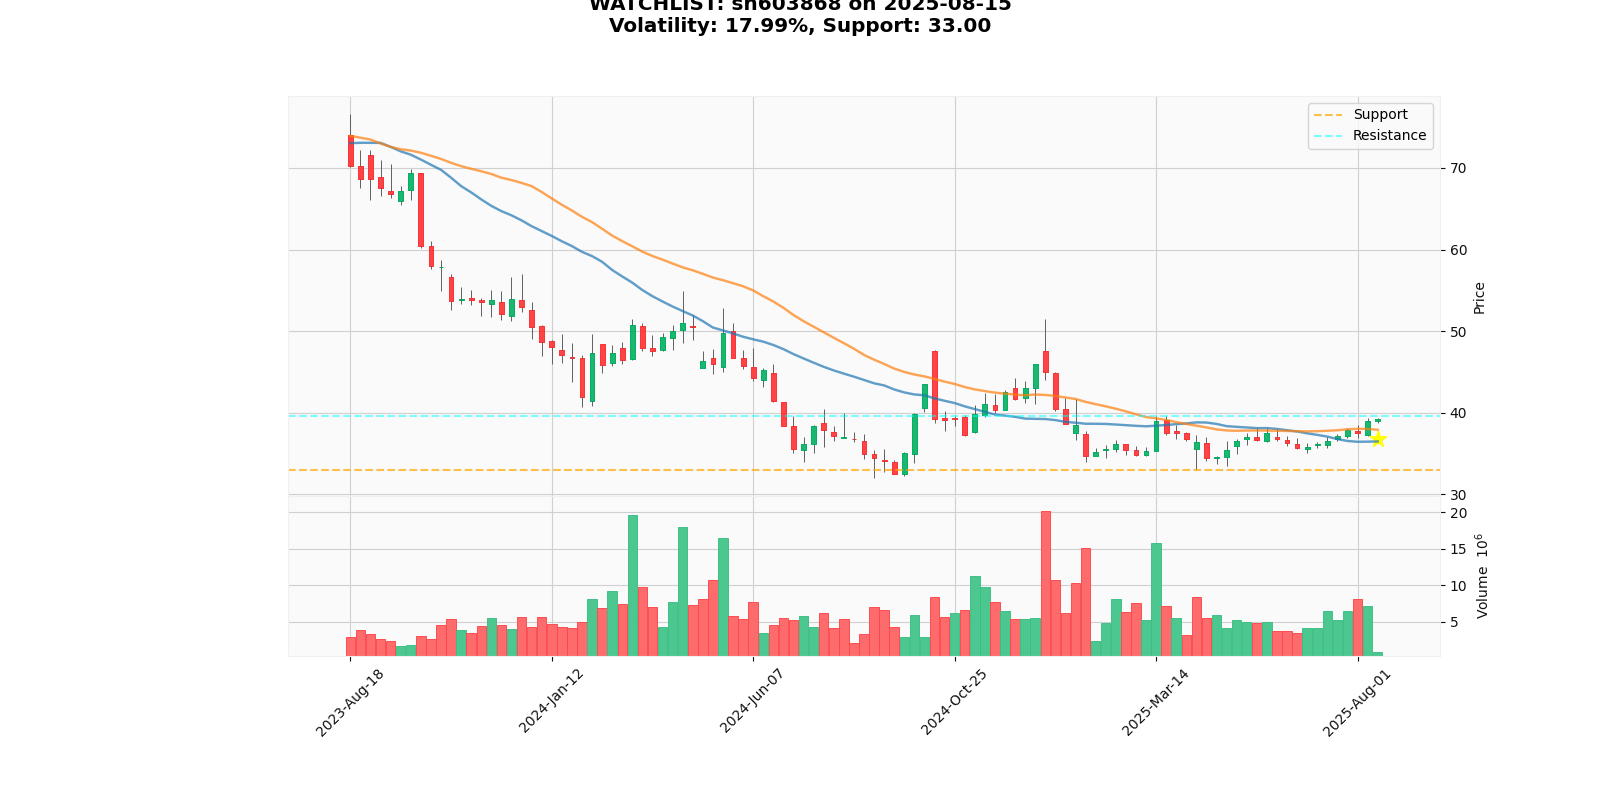 WATCHLIST: sh603868 on 2025-08-15
Volatility: 17.99%, Support: 33.00
Support
Resistance
70
60
50
40
30
Price
20
15
10
5
Volume 10^6
2023-Aug-18
2024-Jan-12
2024-Jun-07
2024-Oct-25
2025-Mar-14
2025-Aug-01